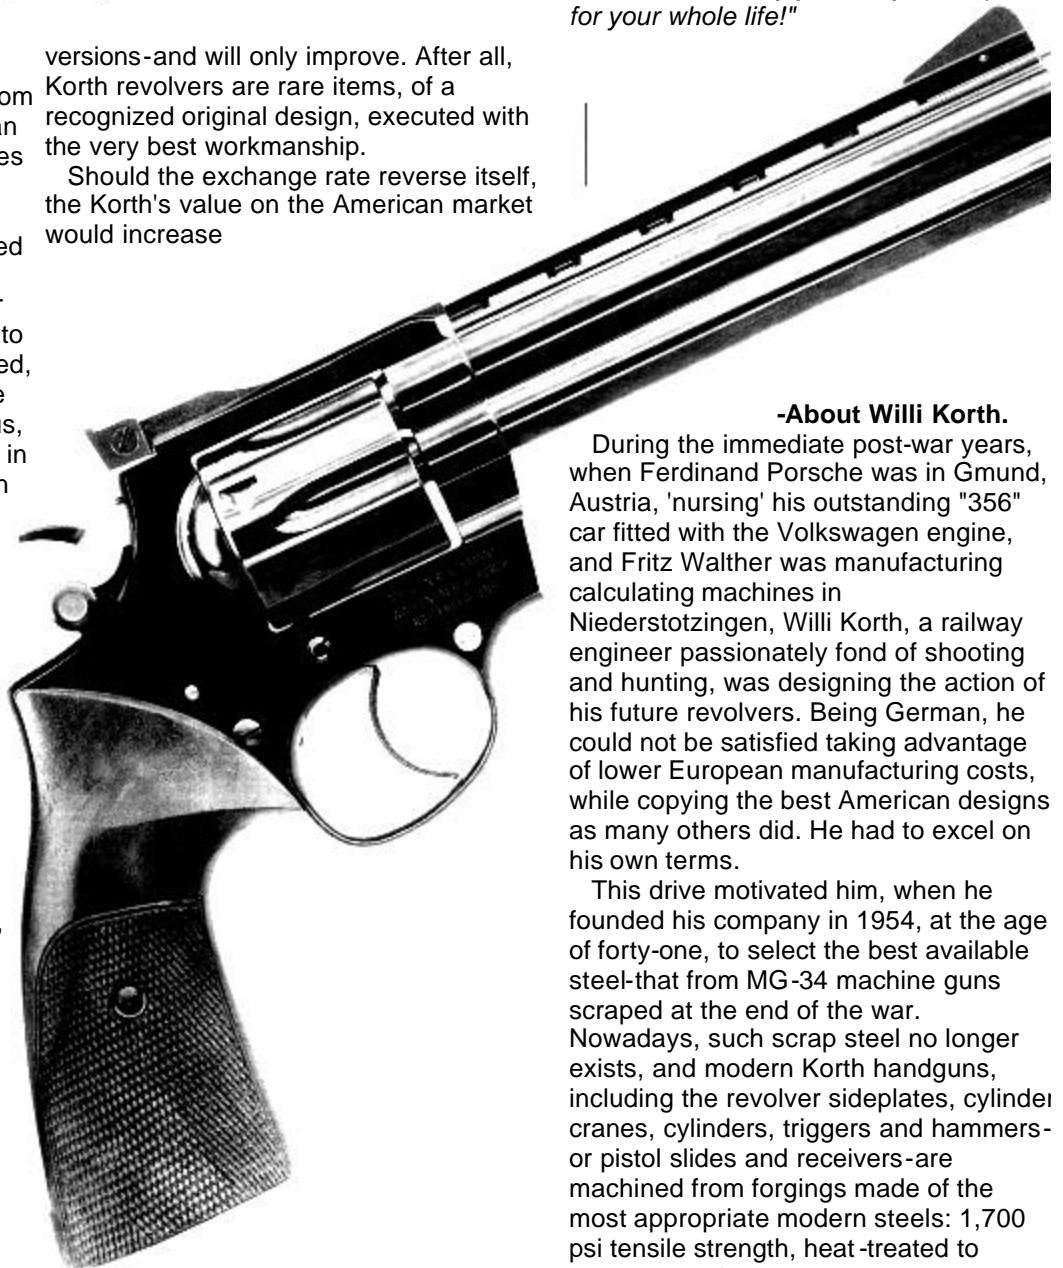 om
an
es
ed
to
ed,
e
us,
in
n
versions-and will only improve. After all,
Korth revolvers are rare items, of a
recognized original design, executed with
the very best workmanship.
Should the exchange rate reverse itself,
the Korth's value on the American market
would increase
for your whole life!"
-About Willi Korth.
During the immediate post-war years,
when Ferdinand Porsche was in Gmund,
Austria, 'nursing' his outstanding "356"
car fitted with the Volkswagen engine,
and Fritz Walther was manufacturing
calculating machines in
Niederstotzingen, Willi Korth, a railway
engineer passionately fond of shooting
and hunting, was designing the action of
his future revolvers. Being German, he
could not be satisfied taking advantage
of lower European manufacturing costs,
while copying the best American designs
as many others did. He had to excel on
his own terms.
This drive motivated him, when he
founded his company in 1954, at the age
of forty-one, to select the best available
steel-that from MG-34 machine guns
scraped at the end of the war.
Nowadays, such scrap steel no longer
exists, and modern Korth handguns,
including the revolver sideplates, cylinder
cranes, cylinders, triggers and hammers-
or pistol slides and receivers-are
machined from forgings made of the
most appropriate modern steels: 1,700
psi tensile strength, heat-treated to